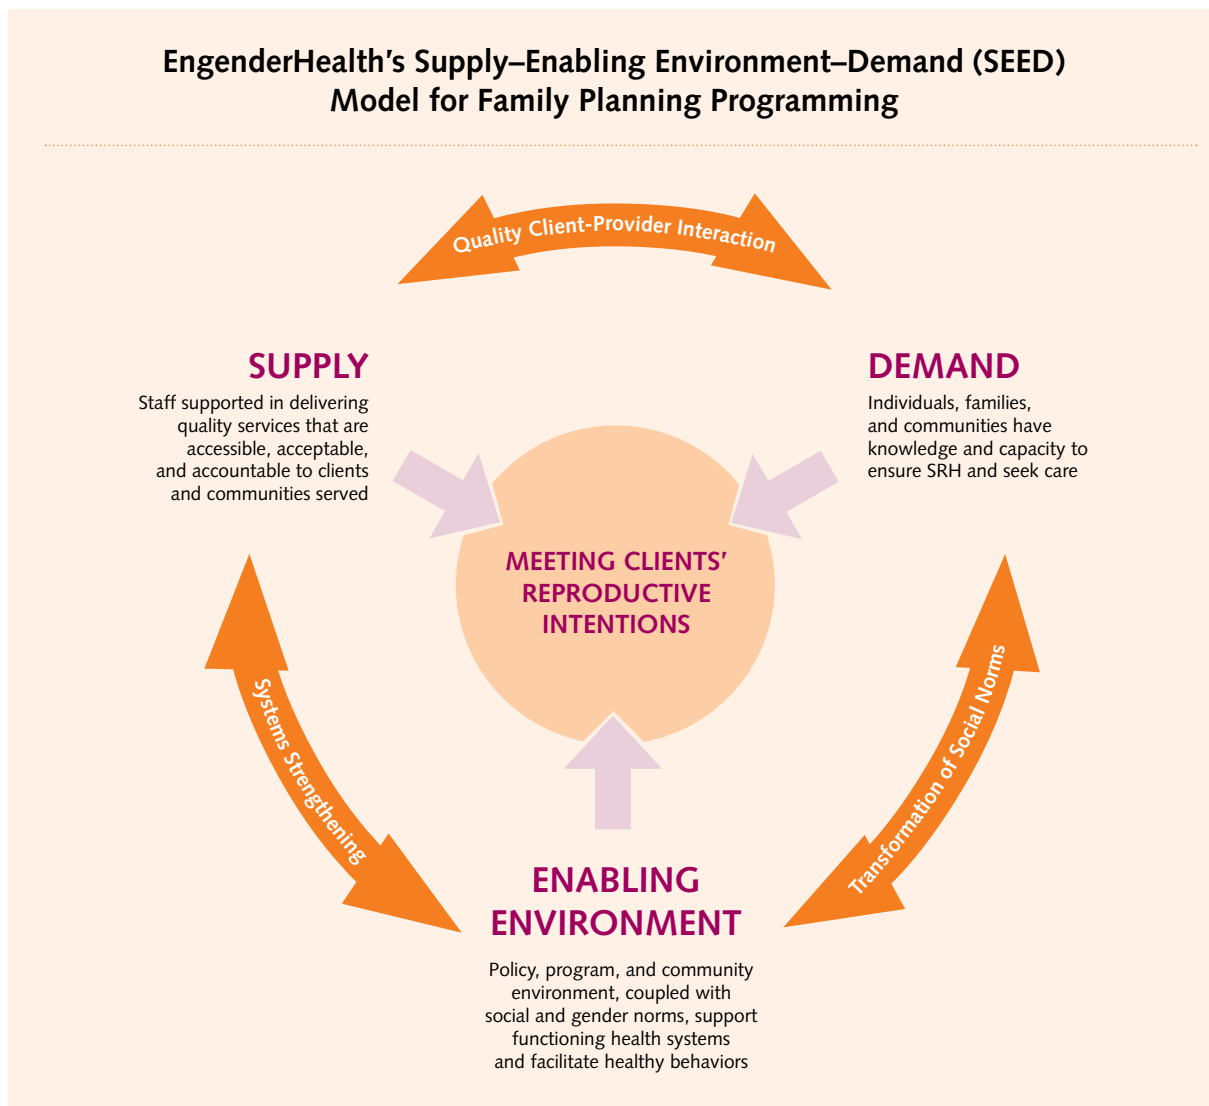 EngenderHealth’s Supply–Enabling Environment–Demand (SEED)
Model for Family Planning Programming
Quality Client-Provider Interaction
SUPPLY
Staff supported in delivering
quality services that are
accessible, acceptable,
and accountable to clients
and communities served
DEMAND
Individuals, families,
and communities have
knowledge and capacity to
ensure SRH and seek care
MEETING CLIENTS’
REPRODUCTIVE
INTENTIONS
Systems Strengthening
Transformation of Social Norms
ENABLING
ENVIRONMENT
Policy, program, and community
environment, coupled with
social and gender norms, support
functioning health systems
and facilitate healthy behaviors